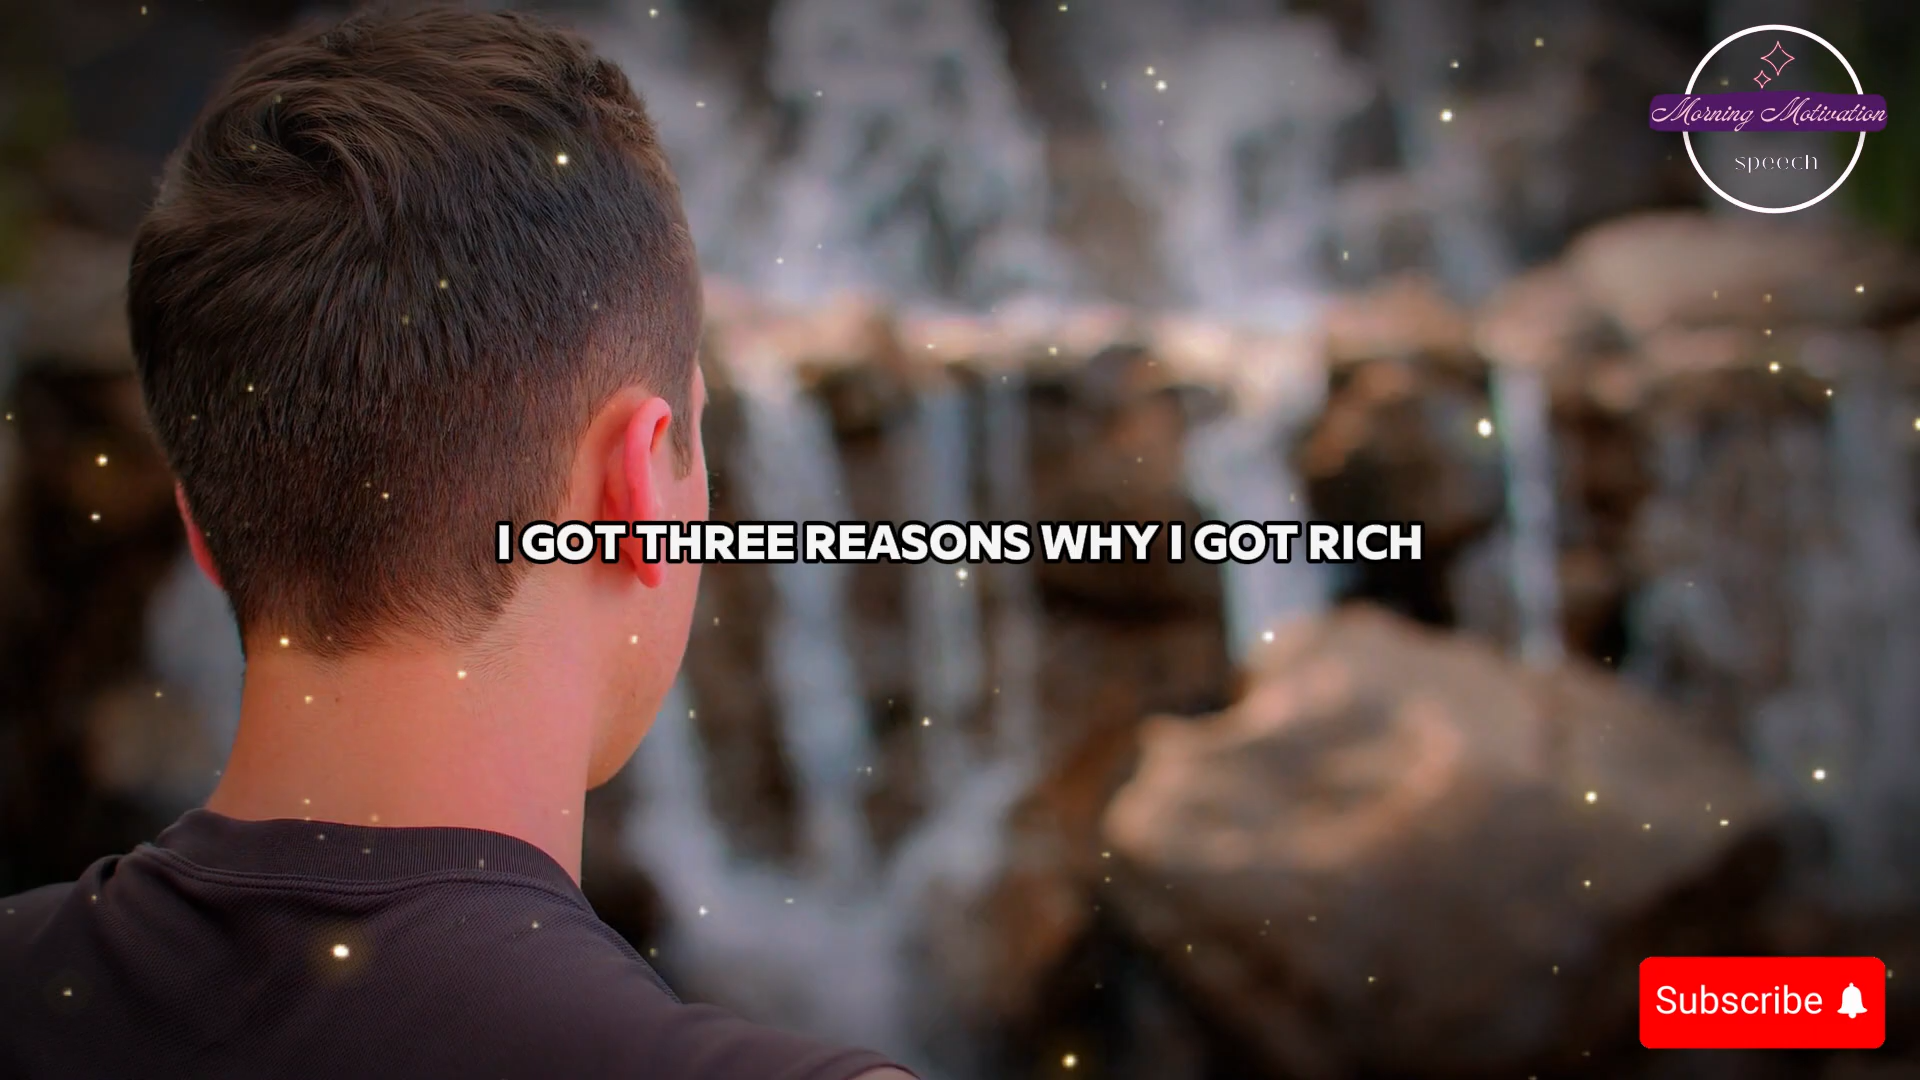 Morning Motivation
speech
I GOT THREE REASONS WHY I GOT RICH
Subscribe